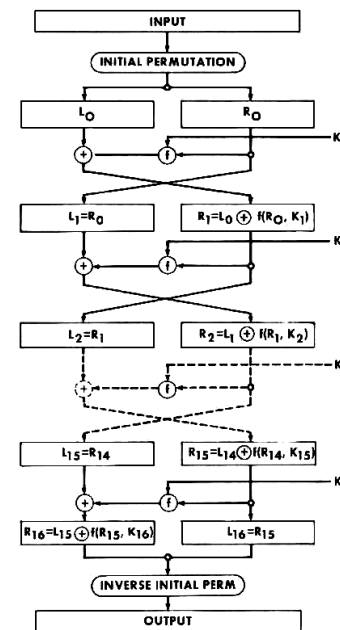 INPUT
INITIAL PERMUTATION
L₀ R₀
+ f K
L₁=R₀ R₁=L₀ ⊕ f(R₀, K₁)
+ f K
L₂=R₁ R₂=L₁ ⊕ f(R₁, K₂)
+ f K
L₁₅=R₁₄ R₁₅=L₁₄ ⊕ f(R₁₄, K₁₅)
+ f K
R₁₆=L₁₅ ⊕ f(R₁₅, K₁₆) L₁₆=R₁₅
INVERSE INITIAL PERM
OUTPUT